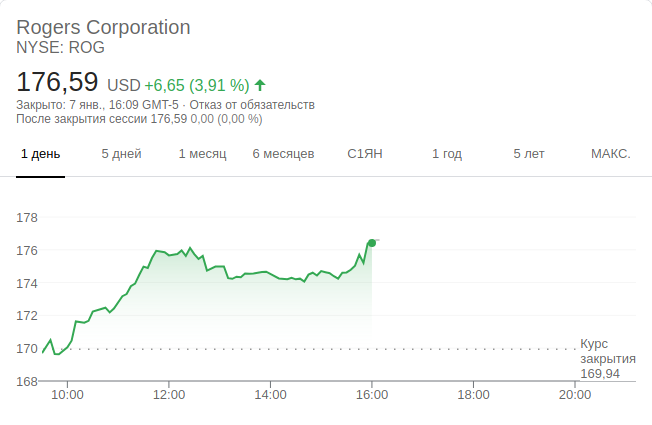 Rogers Corporation
NYSE: ROG
176,59 USD +6,65 (3,91 %)
Закрыто: 7 янв., 16:09 GMT-5 · Отказ от обязательств
После закрытия сессии 176,59 0,00 (0,00 %)
1 день 5 дней 1 месяц 6 месяцев С1ЯН 1 год 5 лет МАКС.
178
176
174
172
170
168
Курс
закрытия
169,94
10:00 12:00 14:00 16:00 18:00 20:00